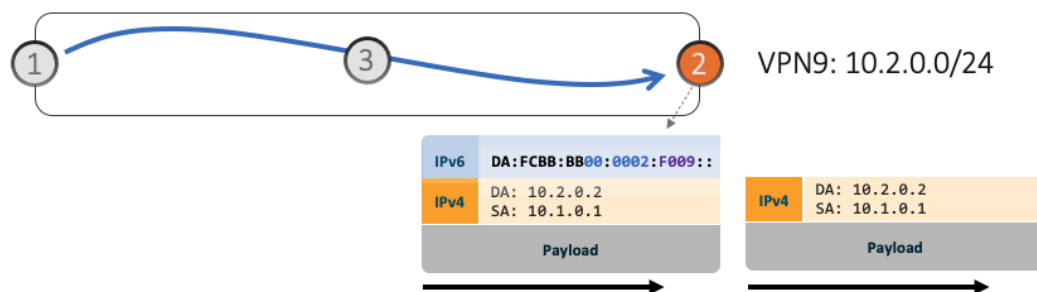 1
3
2
VPN9: 10.2.0.0/24
IPv6
DA:FCBB:BB00:0002:F009::
IPv4
DA: 10.2.0.2
SA: 10.1.0.1
Payload
IPv4
DA: 10.2.0.2
SA: 10.1.0.1
Payload